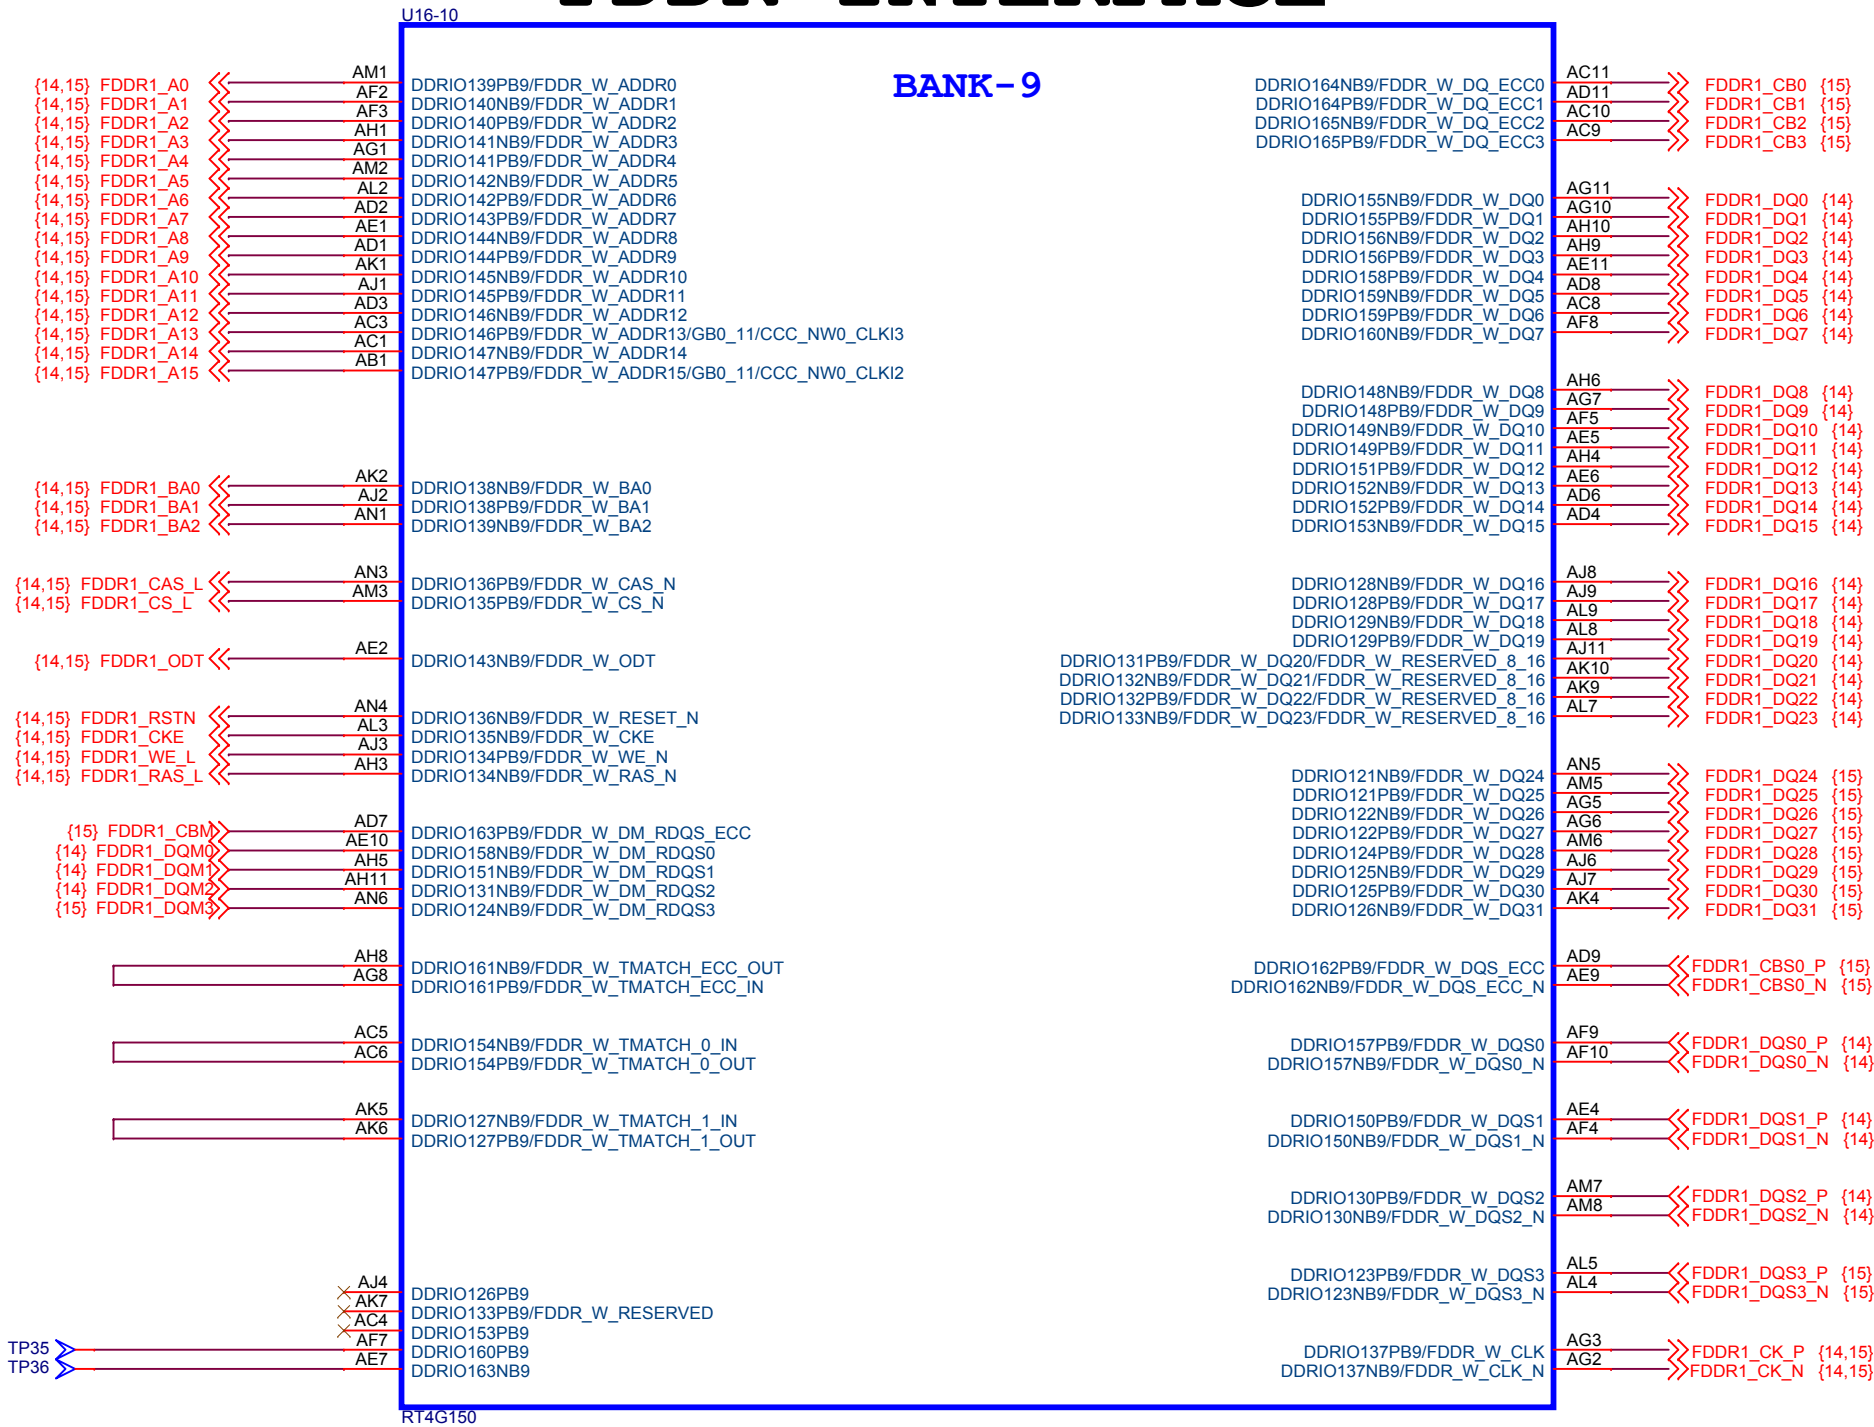 FDDR INTERFACE
U16-10
BANK-9
{14,15} FDDR1_A0 AM1 DDRIO139PB9/FDDR_W_ADDR0
{14,15} FDDR1_A1 AF2 DDRIO140NB9/FDDR_W_ADDR1
{14,15} FDDR1_A2 AF3 DDRIO140PB9/FDDR_W_ADDR2
{14,15} FDDR1_A3 AH1 DDRIO141NB9/FDDR_W_ADDR3
{14,15} FDDR1_A4 AG1 DDRIO141PB9/FDDR_W_ADDR4
{14,15} FDDR1_A5 AM2 DDRIO142NB9/FDDR_W_ADDR5
{14,15} FDDR1_A6 AL2 DDRIO142PB9/FDDR_W_ADDR6
{14,15} FDDR1_A7 AD2 DDRIO143PB9/FDDR_W_ADDR7
{14,15} FDDR1_A8 AE1 DDRIO144NB9/FDDR_W_ADDR8
{14,15} FDDR1_A9 AD1 DDRIO144PB9/FDDR_W_ADDR9
{14,15} FDDR1_A10 AK1 DDRIO145NB9/FDDR_W_ADDR10
{14,15} FDDR1_A11 AJ1 DDRIO145PB9/FDDR_W_ADDR11
{14,15} FDDR1_A12 AD3 DDRIO146NB9/FDDR_W_ADDR12
{14,15} FDDR1_A13 AC3 DDRIO146PB9/FDDR_W_ADDR13/GB0_11/CCC_NW0_CLKI3
{14,15} FDDR1_A14 AC1 DDRIO147NB9/FDDR_W_ADDR14
{14,15} FDDR1_A15 AB1 DDRIO147PB9/FDDR_W_ADDR15/GB0_11/CCC_NW0_CLKI2
{14,15} FDDR1_BA0 AK2 DDRIO138NB9/FDDR_W_BA0
{14,15} FDDR1_BA1 AJ2 DDRIO138PB9/FDDR_W_BA1
{14,15} FDDR1_BA2 AN1 DDRIO139NB9/FDDR_W_BA2
{14,15} FDDR1_CAS_L AN3 DDRIO136PB9/FDDR_W_CAS_N
{14,15} FDDR1_CS_L AM3 DDRIO135PB9/FDDR_W_CS_N
{14,15} FDDR1_ODT AE2 DDRIO143NB9/FDDR_W_ODT
{14,15} FDDR1_RSTN AN4 DDRIO136NB9/FDDR_W_RESET_N
{14,15} FDDR1_CKE AL3 DDRIO135NB9/FDDR_W_CKE
{14,15} FDDR1_WE_L AJ3 DDRIO134PB9/FDDR_W_WE_N
{14,15} FDDR1_RAS_L AH3 DDRIO134NB9/FDDR_W_RAS_N
{15} FDDR1_CBM AD7 DDRIO163PB9/FDDR_W_DM_RDQS_ECC
{14} FDDR1_DQM0 AE10 DDRIO158NB9/FDDR_W_DM_RDQS0
{14} FDDR1_DQM1 AH5 DDRIO151NB9/FDDR_W_DM_RDQS1
{14} FDDR1_DQM2 AH11 DDRIO131NB9/FDDR_W_DM_RDQS2
{15} FDDR1_DQM3 AN6 DDRIO124NB9/FDDR_W_DM_RDQS3
AH8 DDRIO161NB9/FDDR_W_TMATCH_ECC_OUT
AG8 DDRIO161PB9/FDDR_W_TMATCH_ECC_IN
AC5 DDRIO154NB9/FDDR_W_TMATCH_0_IN
AC6 DDRIO154PB9/FDDR_W_TMATCH_0_OUT
AK5 DDRIO127NB9/FDDR_W_TMATCH_1_IN
AK6 DDRIO127PB9/FDDR_W_TMATCH_1_OUT
AJ4 DDRIO126PB9
AK7 DDRIO133PB9/FDDR_W_RESERVED
AC4 DDRIO153PB9
TP35 AF7 DDRIO160PB9
TP36 AE7 DDRIO163NB9
DDRIO164NB9/FDDR_W_DQ_ECC0 AC11 FDDR1_CB0 {15}
DDRIO164PB9/FDDR_W_DQ_ECC1 AD11 FDDR1_CB1 {15}
DDRIO165NB9/FDDR_W_DQ_ECC2 AC10 FDDR1_CB2 {15}
DDRIO165PB9/FDDR_W_DQ_ECC3 AC9 FDDR1_CB3 {15}
DDRIO155NB9/FDDR_W_DQ0 AG11 FDDR1_DQ0 {14}
DDRIO155PB9/FDDR_W_DQ1 AG10 FDDR1_DQ1 {14}
DDRIO156NB9/FDDR_W_DQ2 AH10 FDDR1_DQ2 {14}
DDRIO156PB9/FDDR_W_DQ3 AH9 FDDR1_DQ3 {14}
DDRIO158PB9/FDDR_W_DQ4 AE11 FDDR1_DQ4 {14}
DDRIO159NB9/FDDR_W_DQ5 AD8 FDDR1_DQ5 {14}
DDRIO159PB9/FDDR_W_DQ6 AC8 FDDR1_DQ6 {14}
DDRIO160NB9/FDDR_W_DQ7 AF8 FDDR1_DQ7 {14}
DDRIO148NB9/FDDR_W_DQ8 AH6 FDDR1_DQ8 {14}
DDRIO148PB9/FDDR_W_DQ9 AG7 FDDR1_DQ9 {14}
DDRIO149NB9/FDDR_W_DQ10 AF5 FDDR1_DQ10 {14}
DDRIO149PB9/FDDR_W_DQ11 AE5 FDDR1_DQ11 {14}
DDRIO151PB9/FDDR_W_DQ12 AH4 FDDR1_DQ12 {14}
DDRIO152NB9/FDDR_W_DQ13 AE6 FDDR1_DQ13 {14}
DDRIO152PB9/FDDR_W_DQ14 AD6 FDDR1_DQ14 {14}
DDRIO153NB9/FDDR_W_DQ15 AD4 FDDR1_DQ15 {14}
DDRIO128NB9/FDDR_W_DQ16 AJ8 FDDR1_DQ16 {14}
DDRIO128PB9/FDDR_W_DQ17 AJ9 FDDR1_DQ17 {14}
DDRIO129NB9/FDDR_W_DQ18 AL9 FDDR1_DQ18 {14}
DDRIO129PB9/FDDR_W_DQ19 AL8 FDDR1_DQ19 {14}
DDRIO131PB9/FDDR_W_DQ20/FDDR_W_RESERVED_8_16 AJ11 FDDR1_DQ20 {14}
DDRIO132NB9/FDDR_W_DQ21/FDDR_W_RESERVED_8_16 AK10 FDDR1_DQ21 {14}
DDRIO132PB9/FDDR_W_DQ22/FDDR_W_RESERVED_8_16 AK9 FDDR1_DQ22 {14}
DDRIO133NB9/FDDR_W_DQ23/FDDR_W_RESERVED_8_16 AL7 FDDR1_DQ23 {14}
DDRIO121NB9/FDDR_W_DQ24 AN5 FDDR1_DQ24 {15}
DDRIO121PB9/FDDR_W_DQ25 AM5 FDDR1_DQ25 {15}
DDRIO122NB9/FDDR_W_DQ26 AG5 FDDR1_DQ26 {15}
DDRIO122PB9/FDDR_W_DQ27 AG6 FDDR1_DQ27 {15}
DDRIO124PB9/FDDR_W_DQ28 AM6 FDDR1_DQ28 {15}
DDRIO125NB9/FDDR_W_DQ29 AJ6 FDDR1_DQ29 {15}
DDRIO125PB9/FDDR_W_DQ30 AJ7 FDDR1_DQ30 {15}
DDRIO126NB9/FDDR_W_DQ31 AK4 FDDR1_DQ31 {15}
DDRIO162PB9/FDDR_W_DQS_ECC AD9 FDDR1_CBS0_P {15}
DDRIO162NB9/FDDR_W_DQS_ECC_N AE9 FDDR1_CBS0_N {15}
DDRIO157PB9/FDDR_W_DQS0 AF9 FDDR1_DQS0_P {14}
DDRIO157NB9/FDDR_W_DQS0_N AF10 FDDR1_DQS0_N {14}
DDRIO150PB9/FDDR_W_DQS1 AE4 FDDR1_DQS1_P {14}
DDRIO150NB9/FDDR_W_DQS1_N AF4 FDDR1_DQS1_N {14}
DDRIO130PB9/FDDR_W_DQS2 AM7 FDDR1_DQS2_P {14}
DDRIO130NB9/FDDR_W_DQS2_N AM8 FDDR1_DQS2_N {14}
DDRIO123PB9/FDDR_W_DQS3 AL5 FDDR1_DQS3_P {15}
DDRIO123NB9/FDDR_W_DQS3_N AL4 FDDR1_DQS3_N {15}
DDRIO137PB9/FDDR_W_CLK AG3 FDDR1_CK_P {14,15}
DDRIO137NB9/FDDR_W_CLK_N AG2 FDDR1_CK_N {14,15}
RT4G150